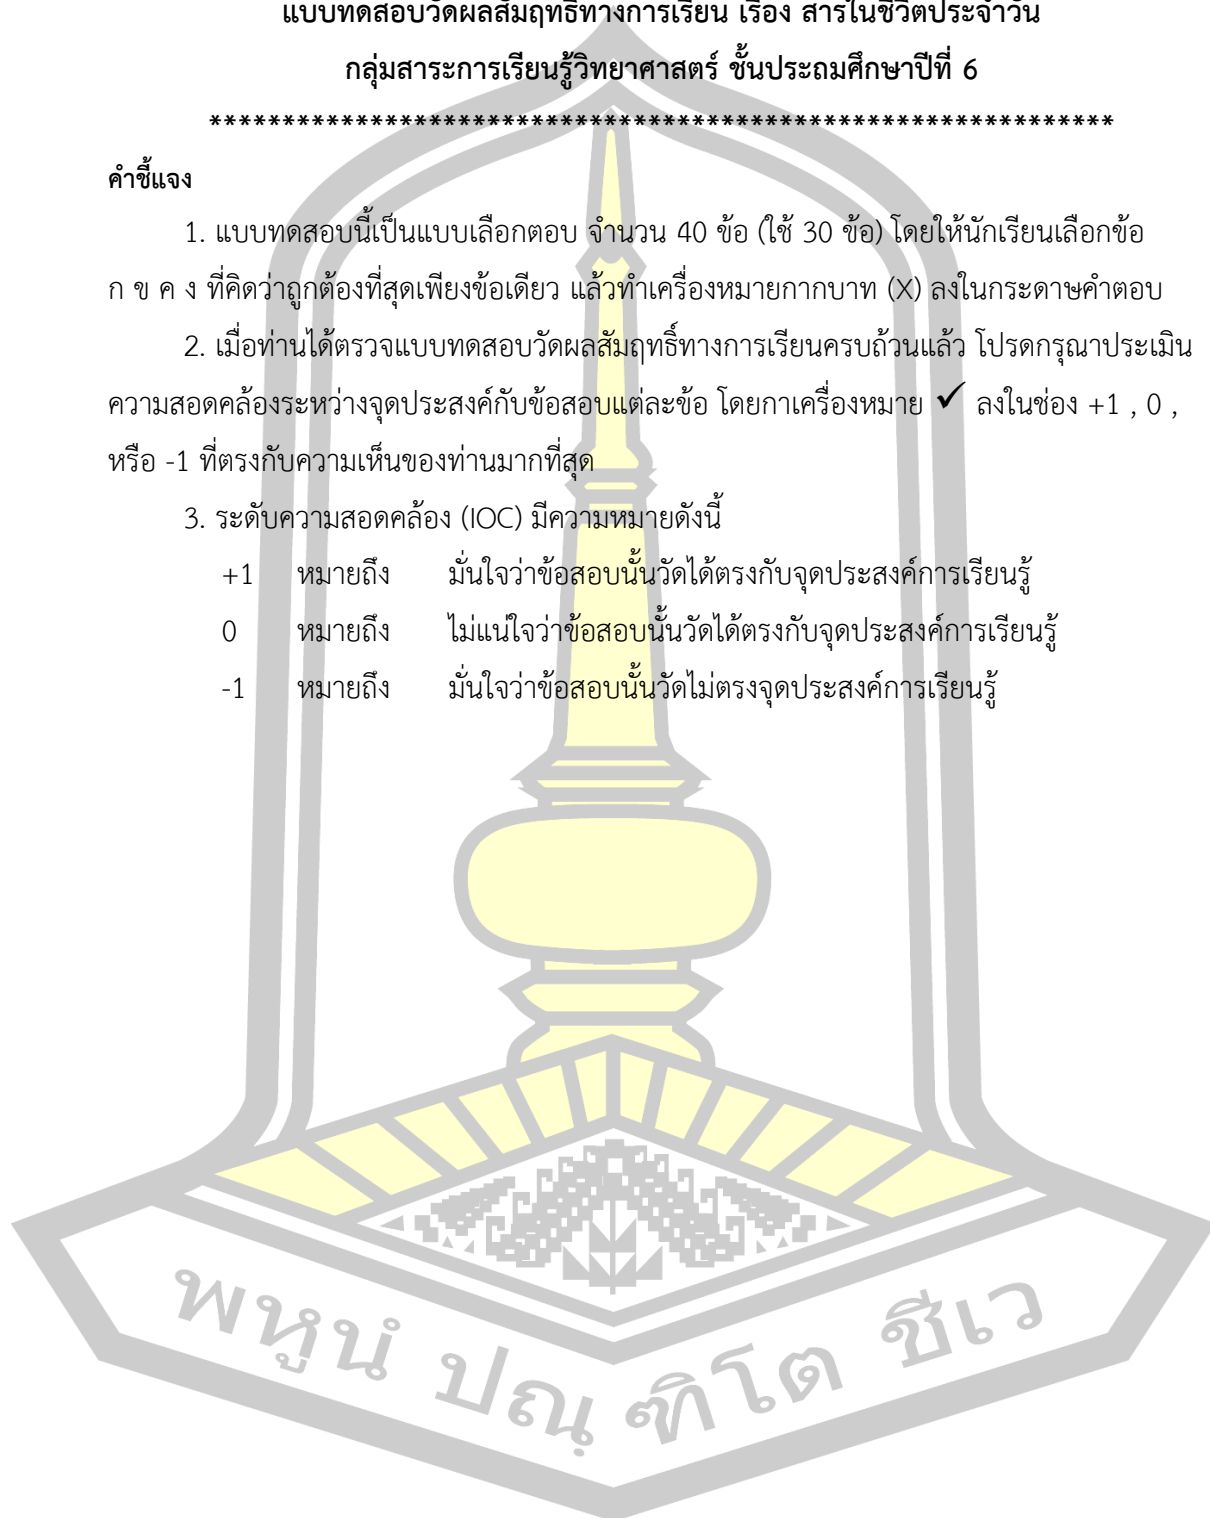 แบบทดสอบวัดผลสัมฤทธิ์ทางการเรียน เรื่อง สารในชีวิตประจำวัน
กลุ่มสาระการเรียนรู้วิทยาศาสตร์ ชั้นประถมศึกษาปีที่ 6
**************************************************************
คำชี้แจง
1. แบบทดสอบนี้เป็นแบบเลือกตอบ จำนวน 40 ข้อ (ใช้ 30 ข้อ) โดยให้นักเรียนเลือกข้อ
ก ข ค ง ที่คิดว่าถูกต้องที่สุดเพียงข้อเดียว แล้วทำเครื่องหมายกากบาท (X) ลงในกระดาษคำตอบ
2. เมื่อท่านได้ตรวจแบบทดสอบวัดผลสัมฤทธิ์ทางการเรียนครบถ้วนแล้ว โปรดกรุณาประเมิน
ความสอดคล้องระหว่างจุดประสงค์กับข้อสอบแต่ละข้อ โดยกาเครื่องหมาย ✓ ลงในช่อง +1 , 0 ,
หรือ -1 ที่ตรงกับความเห็นของท่านมากที่สุด
3. ระดับความสอดคล้อง (IOC) มีความหมายดังนี้
+1 หมายถึง มั่นใจว่าข้อสอบนั้นวัดได้ตรงกับจุดประสงค์การเรียนรู้
0 หมายถึง ไม่แน่ใจว่าข้อสอบนั้นวัดได้ตรงกับจุดประสงค์การเรียนรู้
-1 หมายถึง มั่นใจว่าข้อสอบนั้นวัดไม่ตรงจุดประสงค์การเรียนรู้
พหูนํ ปณฺฑิโต ชีเว